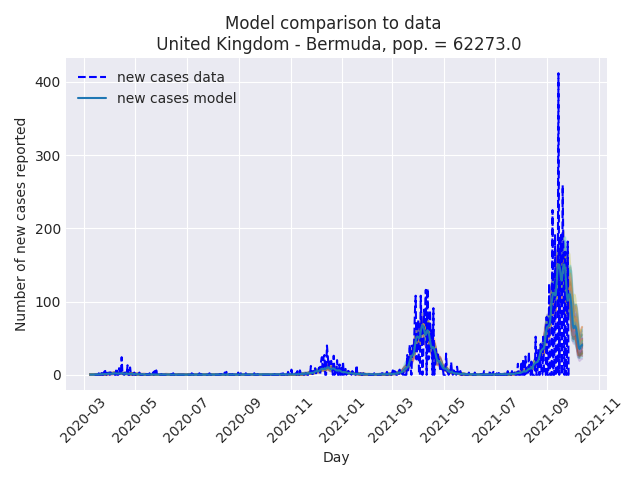 Model comparison to data
United Kingdom - Bermuda, pop. = 62273.0
new cases data
new cases model
Number of new cases reported
400
300
200
100
0
2020-03
2020-05
2020-07
2020-09
2020-11
2021-01
2021-03
2021-05
2021-07
2021-09
2021-11
Day